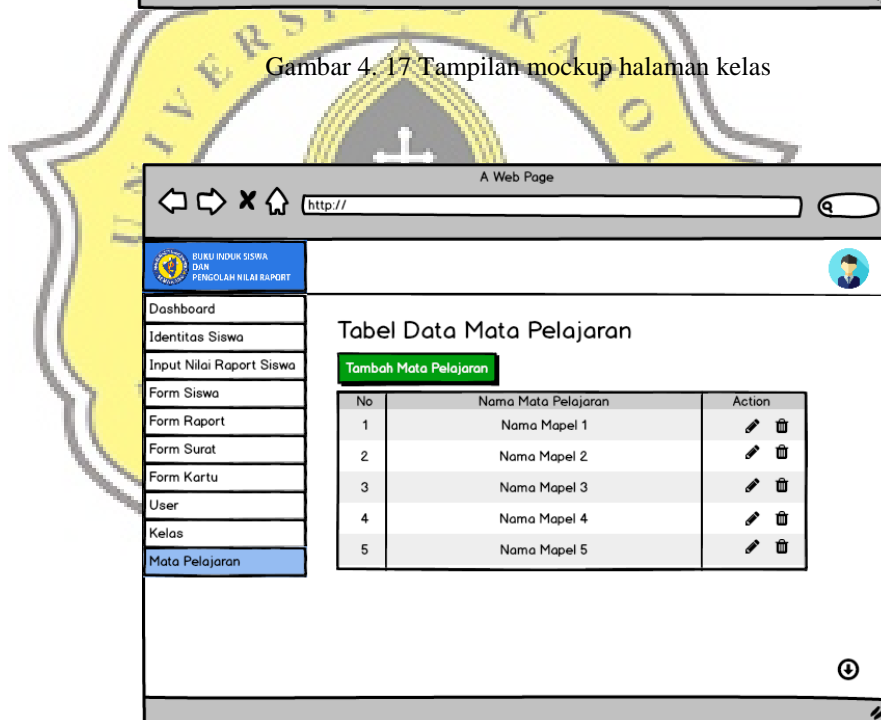 UNIVERSITAS KATO
Gambar 4. 17 Tampilan mockup halaman kelas
A Web Page
http://
BUKU INDUK SISWA
DAN
PENGOLAH NILAI RAPORT
Dashboard
Identitas Siswa
Input Nilai Raport Siswa
Form Siswa
Form Raport
Form Surat
Form Kartu
User
Kelas
Mata Pelajaran
Tabel Data Mata Pelajaran
Tambah Mata Pelajaran
No Nama Mata Pelajaran Action
1 Nama Mapel 1
2 Nama Mapel 2
3 Nama Mapel 3
4 Nama Mapel 4
5 Nama Mapel 5